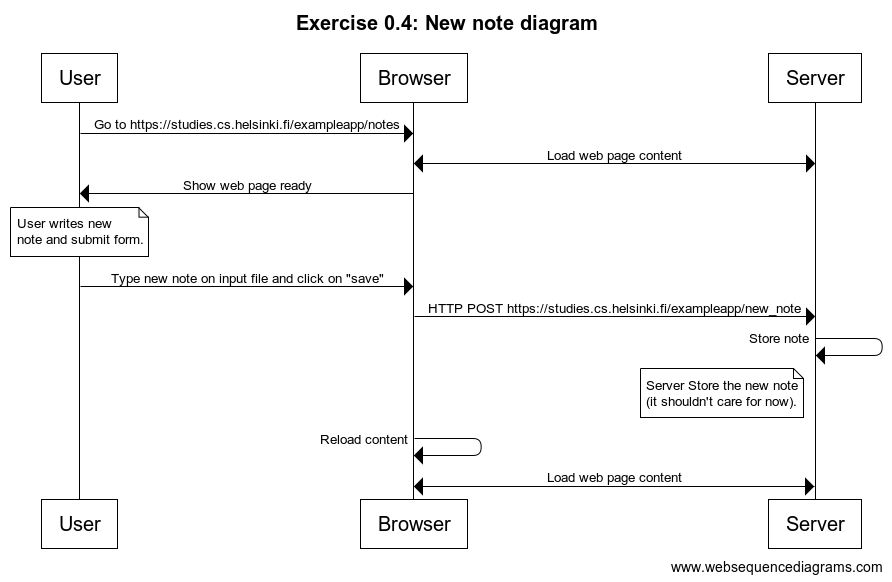 Exercise 0.4: New note diagram
User
Browser
Server
Go to https://studies.cs.helsinki.fi/exampleapp/notes
Load web page content
Show web page ready
User writes new
note and submit form.
Type new note on input file and click on "save"
HTTP POST https://studies.cs.helsinki.fi/exampleapp/new_note
Store note
Server Store the new note
(it shouldn't care for now).
Reload content
Load web page content
User
Browser
Server
www.websequencediagrams.com